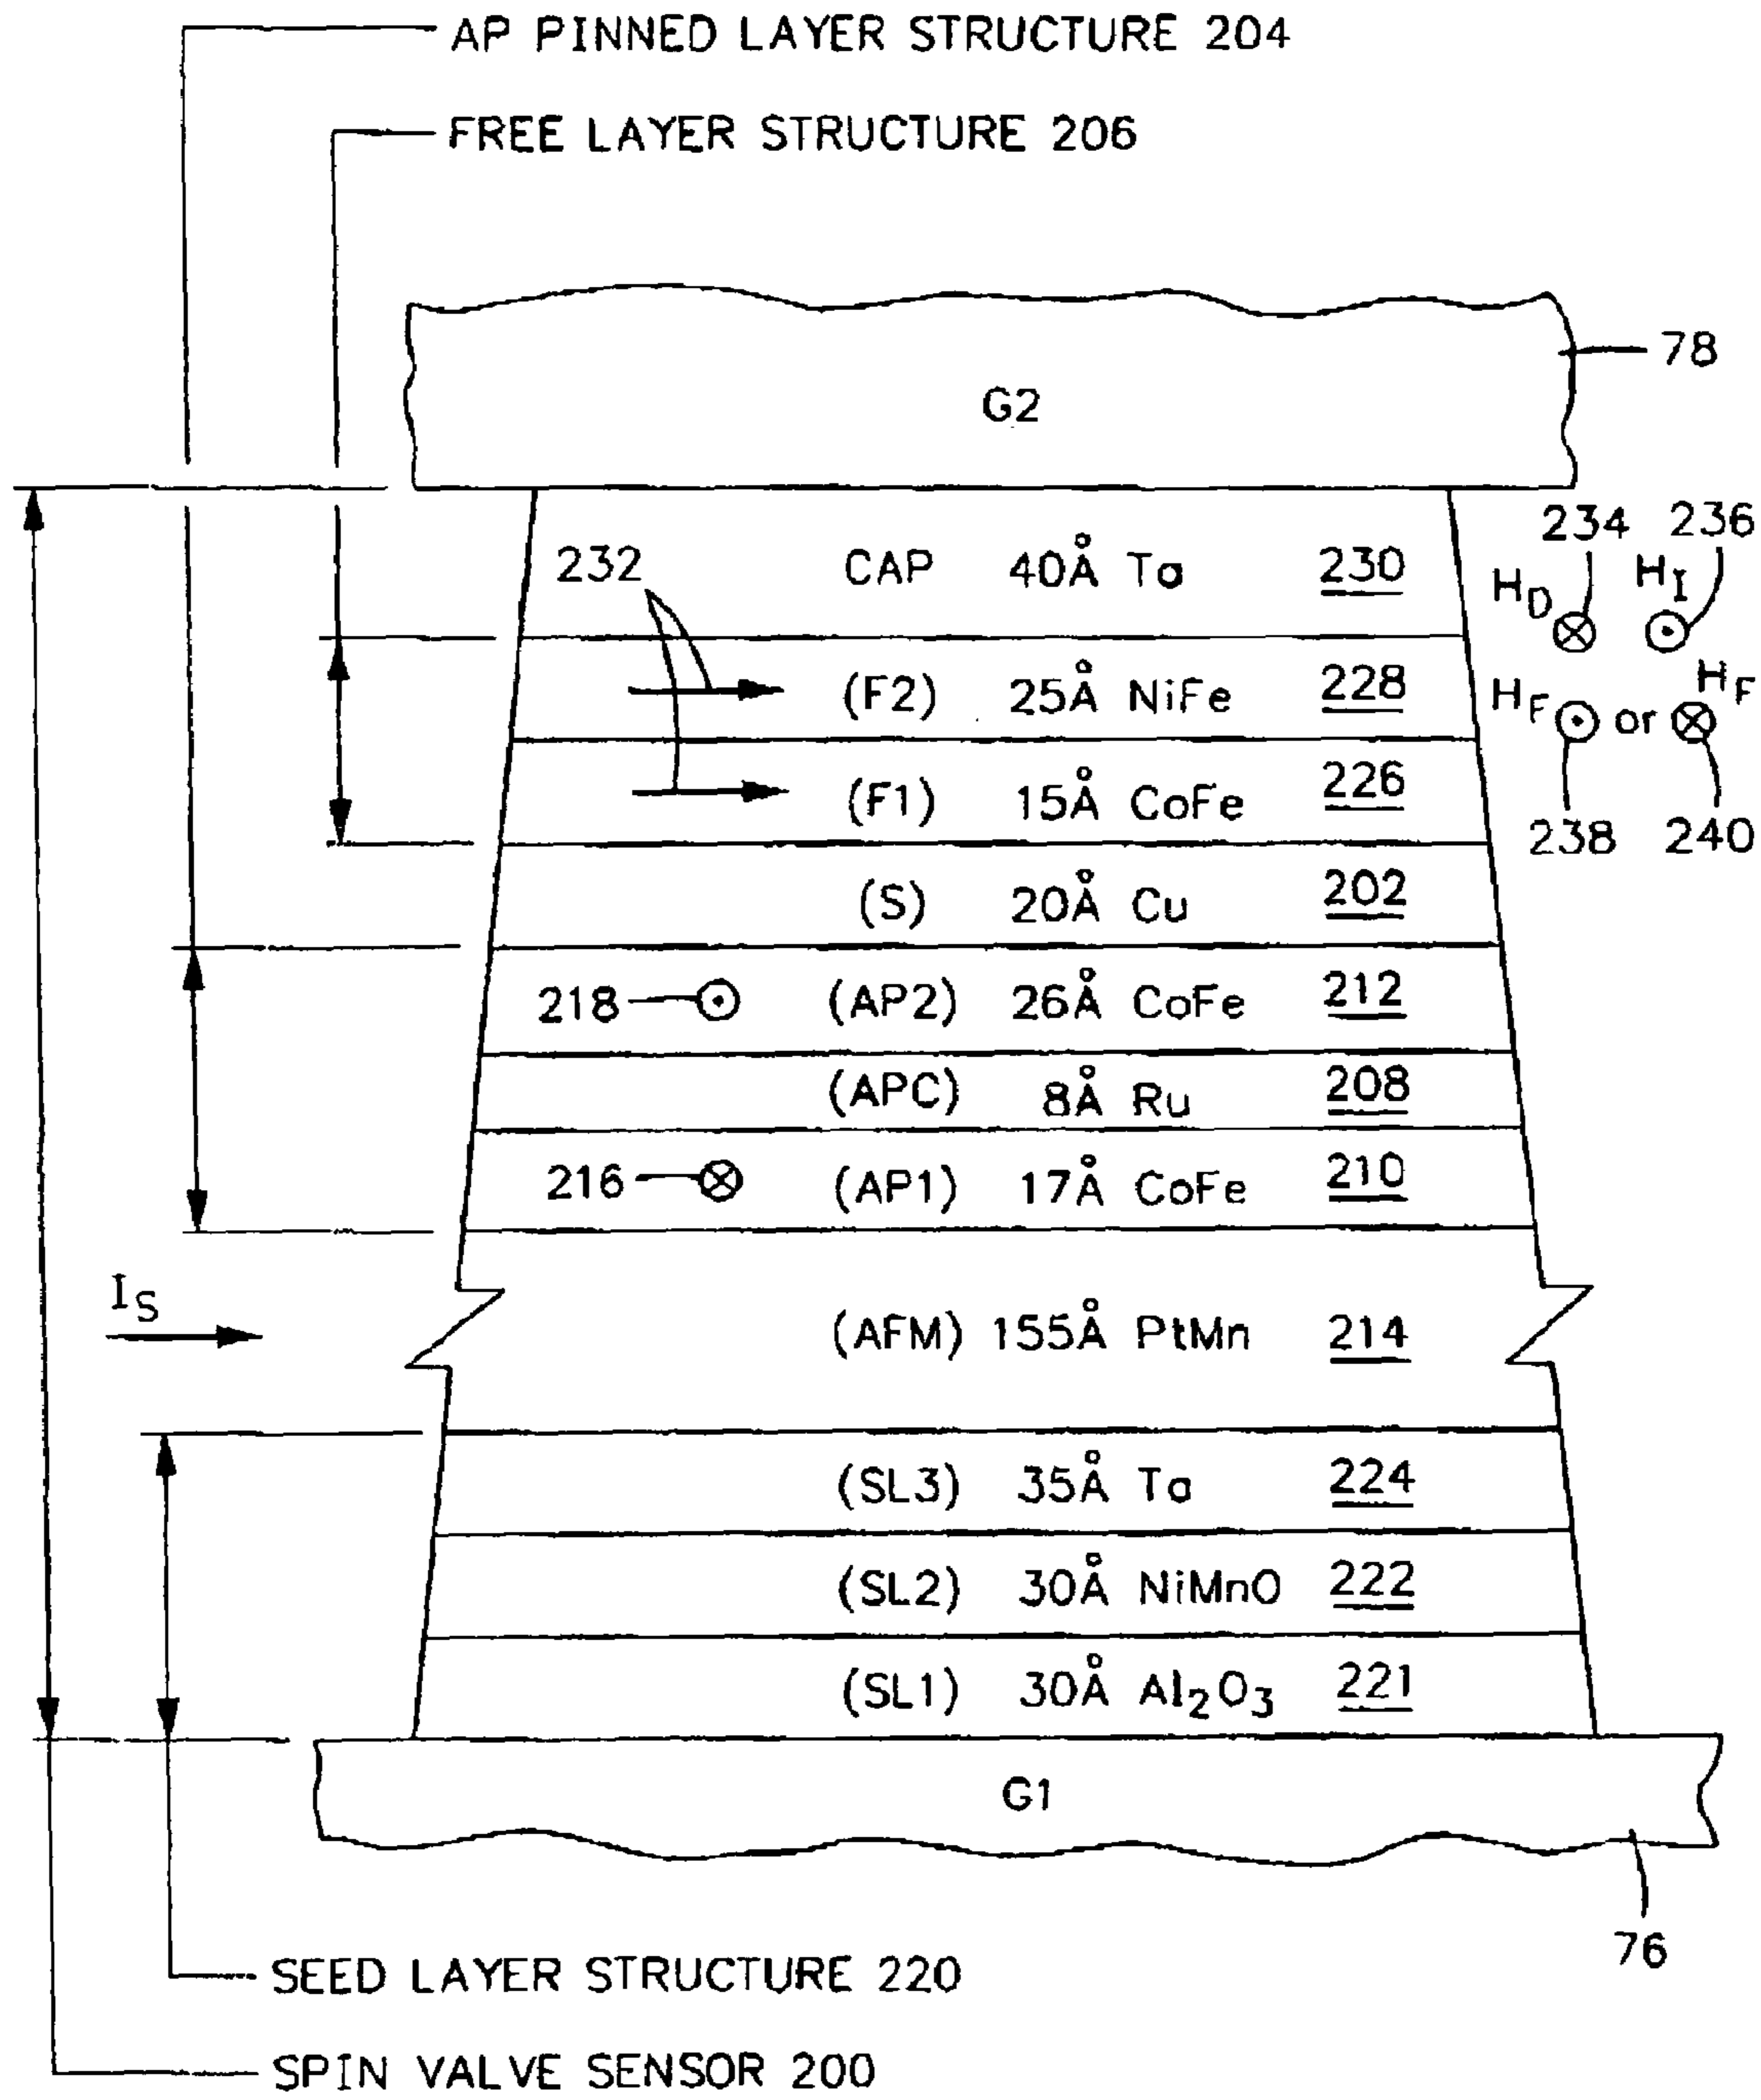 AP PINNED LAYER STRUCTURE 204
FREE LAYER STRUCTURE 206
78
G2
234 236
232 CAP 40Å Ta 230 H_D H_I
(F2) 25Å NiFe 228 H_F or H_F
(F1) 15Å CoFe 226
238 240
(S) 20Å Cu 202
218 (AP2) 26Å CoFe 212
(APC) 8Å Ru 208
216 (AP1) 17Å CoFe 210
I_S
(AFM) 155Å PtMn 214
(SL3) 35Å Ta 224
(SL2) 30Å NiMnO 222
(SL1) 30Å Al₂O₃ 221
G1
76
SEED LAYER STRUCTURE 220
SPIN VALVE SENSOR 200